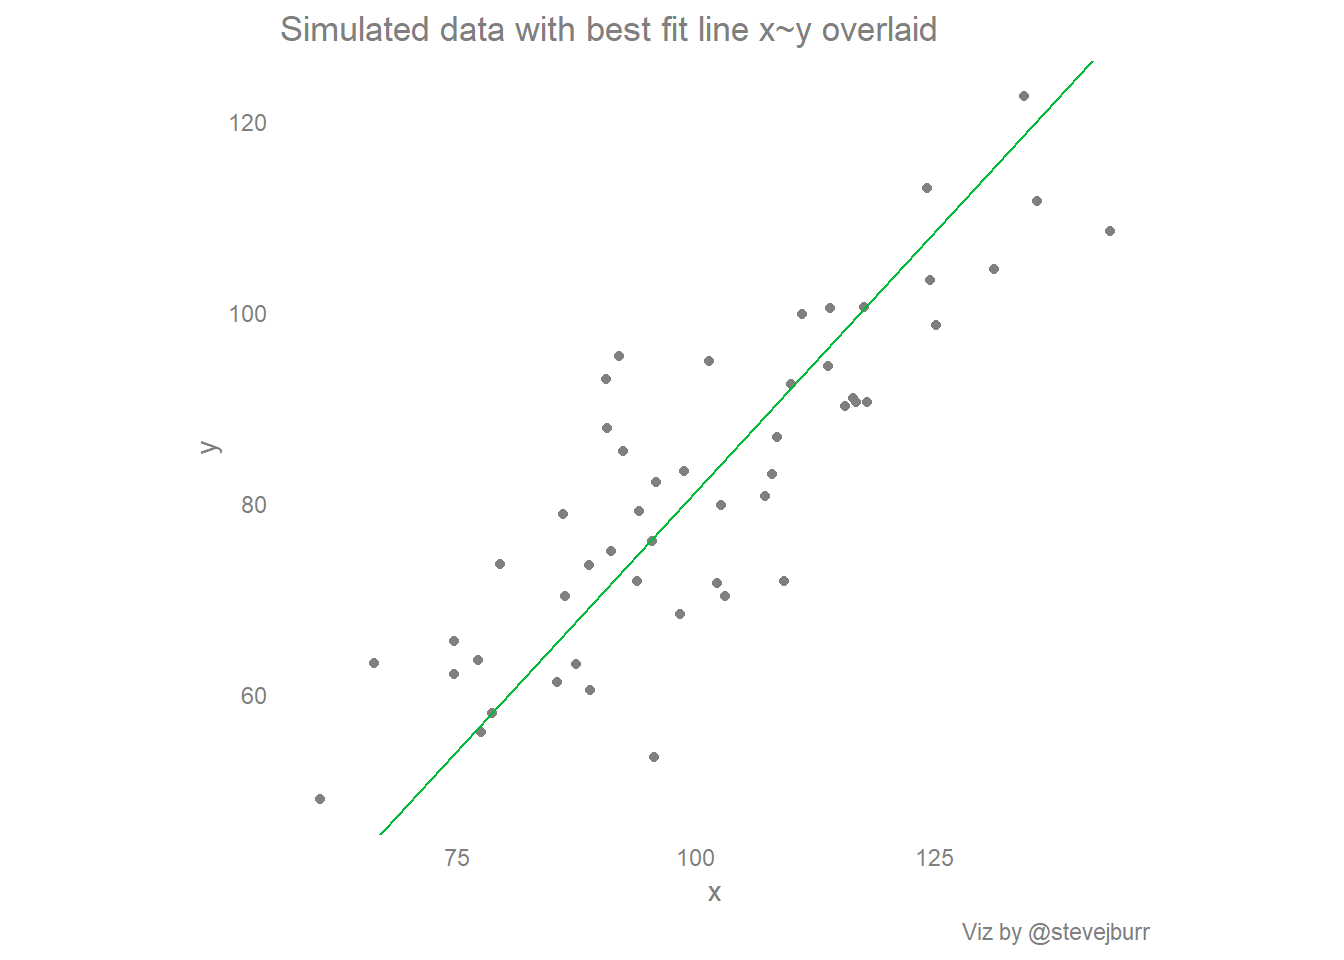 Simulated data with best fit line x~y overlaid
120
100
80
60
y
75 100 125
x
Viz by @stevejburr